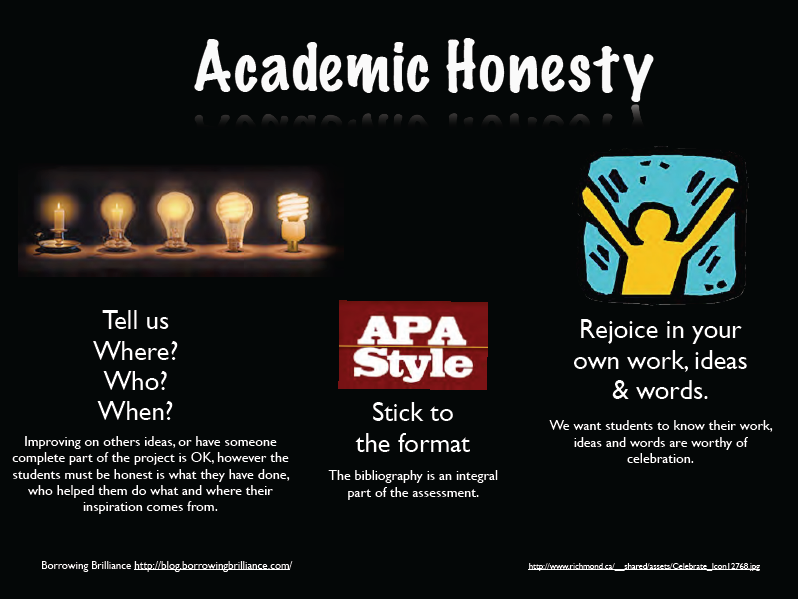 Academic Honesty
Tell us
Where?
Who?
When?
Improving on others ideas, or have someone
complete part of the project is OK, however the
students must be honest is what they have done,
who helped them do what and where their
inspiration comes from.
APA
Style
Stick to
the format
The bibliography is an integral
part of the assessment.
Rejoice in your
own work, ideas
& words.
We want students to know their work,
ideas and words are worthy of
celebration.
Borrowing Brilliance http://blog.borrowingbrilliance.com/
http://www.richmond.ca/__shared/assets/Celebrate_Icon12768.jpg